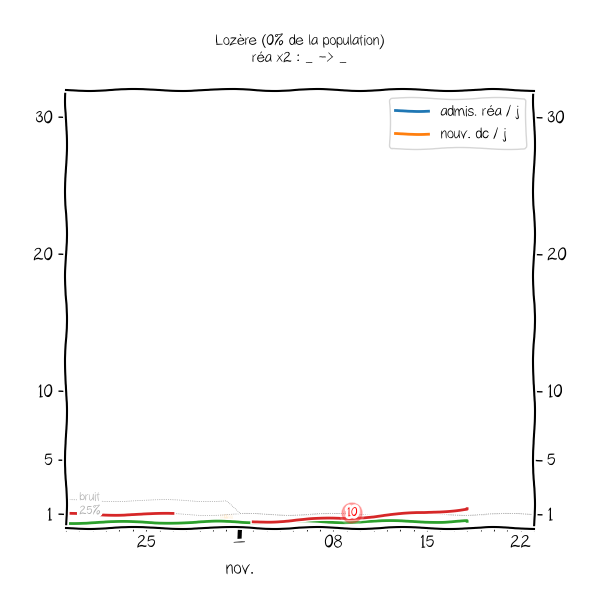 Lozère (0% de la population)
réa x2 : _ -> _
admis. réa / j
nouv. dc / j
30
30
20
20
10
10
5
5
bruit
25%
1
1
10
25
1
08
15
22
nov.